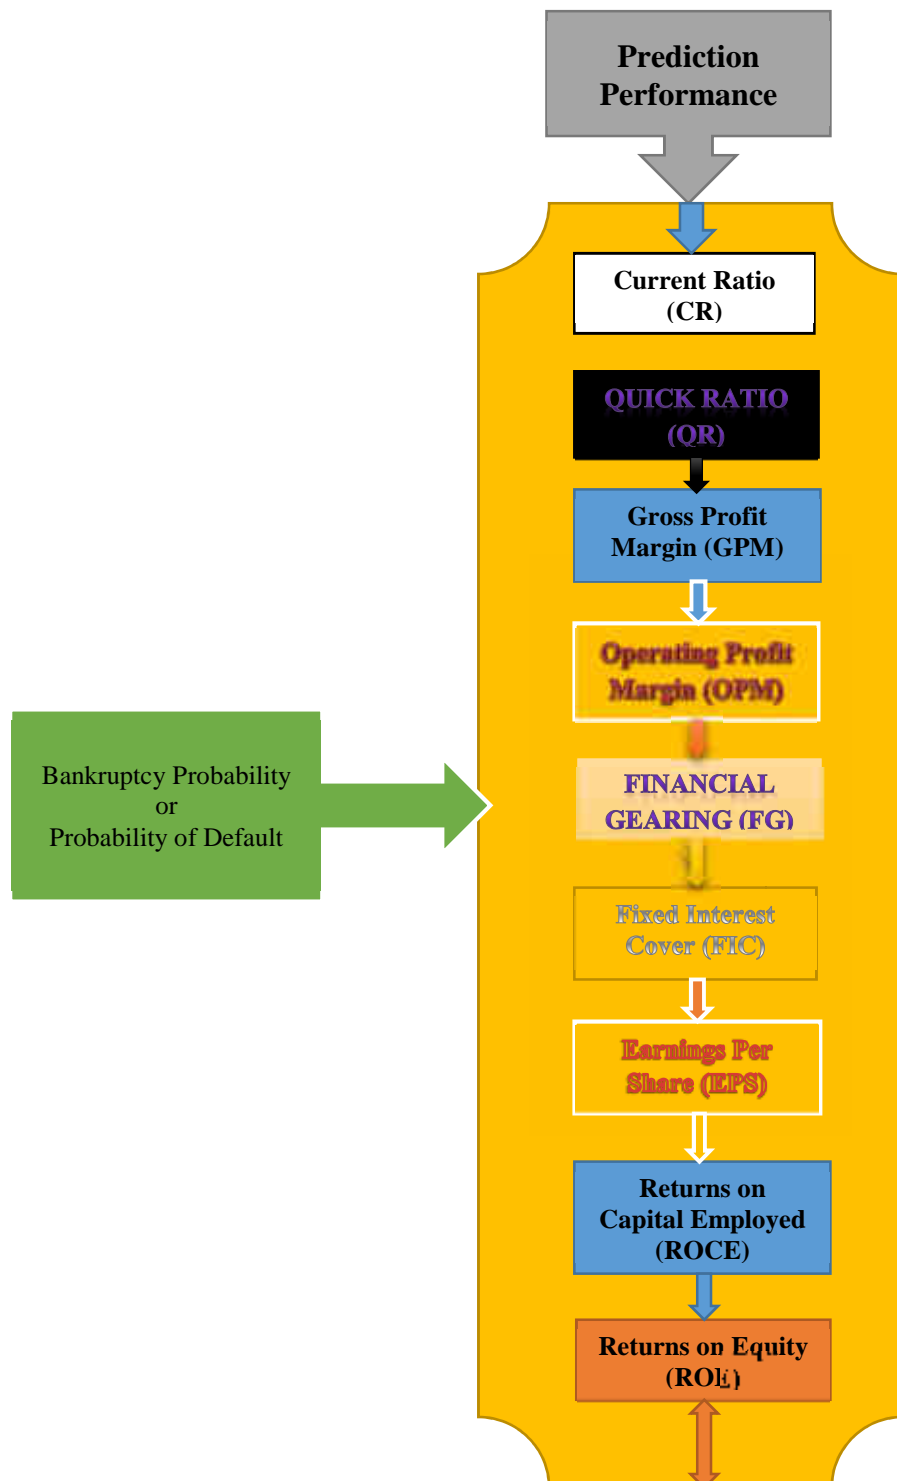 Prediction
Performance
Current Ratio
(CR)
QUICK RATIO
(QR)
Gross Profit
Margin (GPM)
Operating Profit
Margin (OPM)
Bankruptcy Probability
or
Probability of Default
FINANCIAL
GEARING (FG)
Fixed Interest
Cover (FIC)
Earnings Per
Share (EPS)
Returns on
Capital Employed
(ROCE)
Returns on Equity
(ROE)